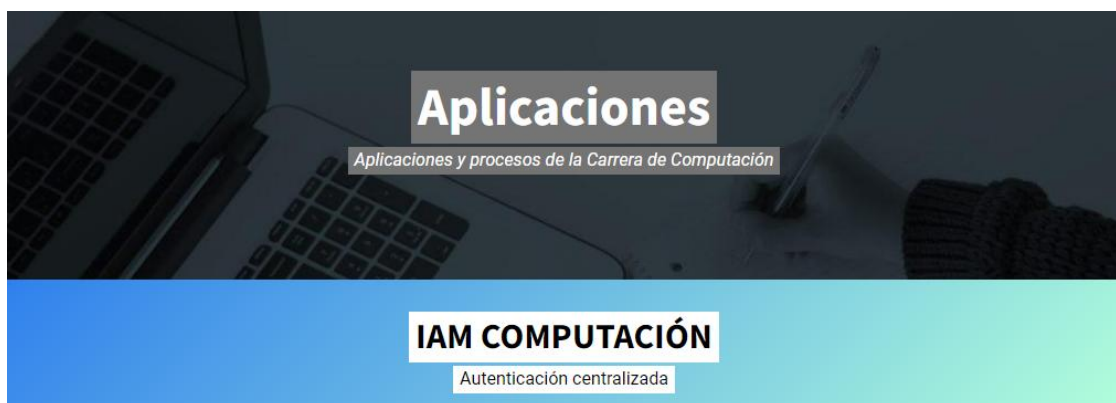 Aplicaciones
Aplicaciones y procesos de la Carrera de Computación
IAM COMPUTACIÓN
Autenticación centralizada